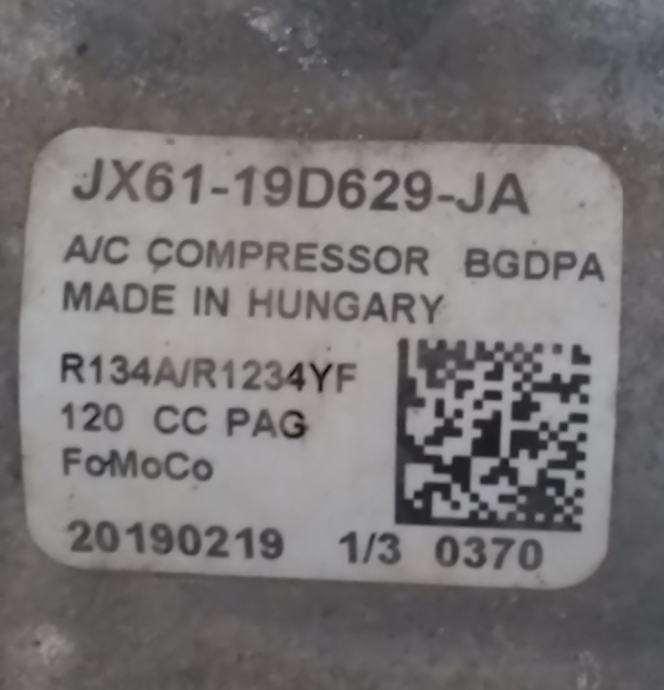 JX61-19D629-JA
A/C COMPRESSOR BGDPA
MADE IN HUNGARY
R134A/R1234YF
120 CC PAG
FoMoCo
20190219 1/3 0370